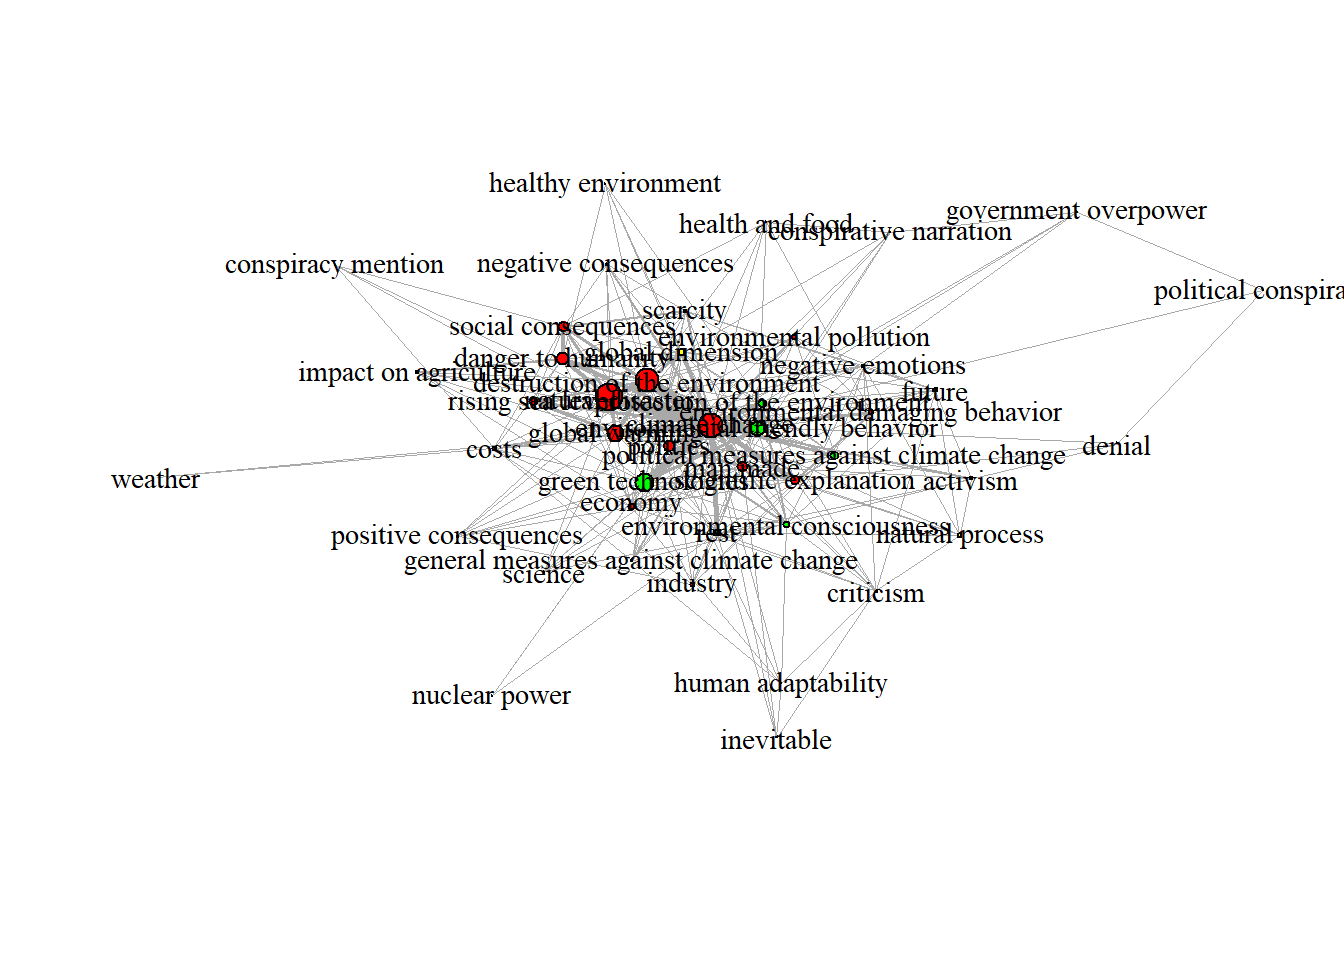 healthy environment
government overpower
health and food
conspirative narration
conspiracy mention
negative consequences
political conspira
scarcity
social consequences
environmental pollution
global dimension
danger to humanity
negative emotions
impact on agriculture
destruction of the environment
future
rising sea level
natural disaster
protection of the environment
environmental damaging behavior
climate change
environmental friendly behavior
global warming
denial
politics
costs
political measures against climate change
man made
weather
green technologies
scientific explanation
activism
economy
environmental consciousness
rest
natural process
positive consequences
general measures against climate change
science
industry
criticism
human adaptability
nuclear power
inevitable